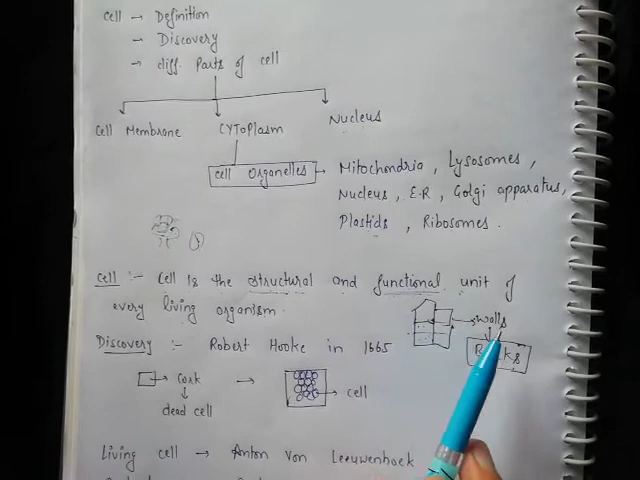 Cell → Definition
→ Discovery
→ diff. Parts of cell
Cell Membrane CYToplasm Nucleus
Cell Organelles → Mitochondria, Lysosomes,
Nucleus, E.R, Golgi apparatus,
Plastids, Ribosomes.
Cell :- Cell is the structural and functional unit of
every living organism.
→ walls
Discovery :- Robert Hooke in 1665
→ Cork → → cell
dead cell
Living cell → Anton Von Leeuwenhoek